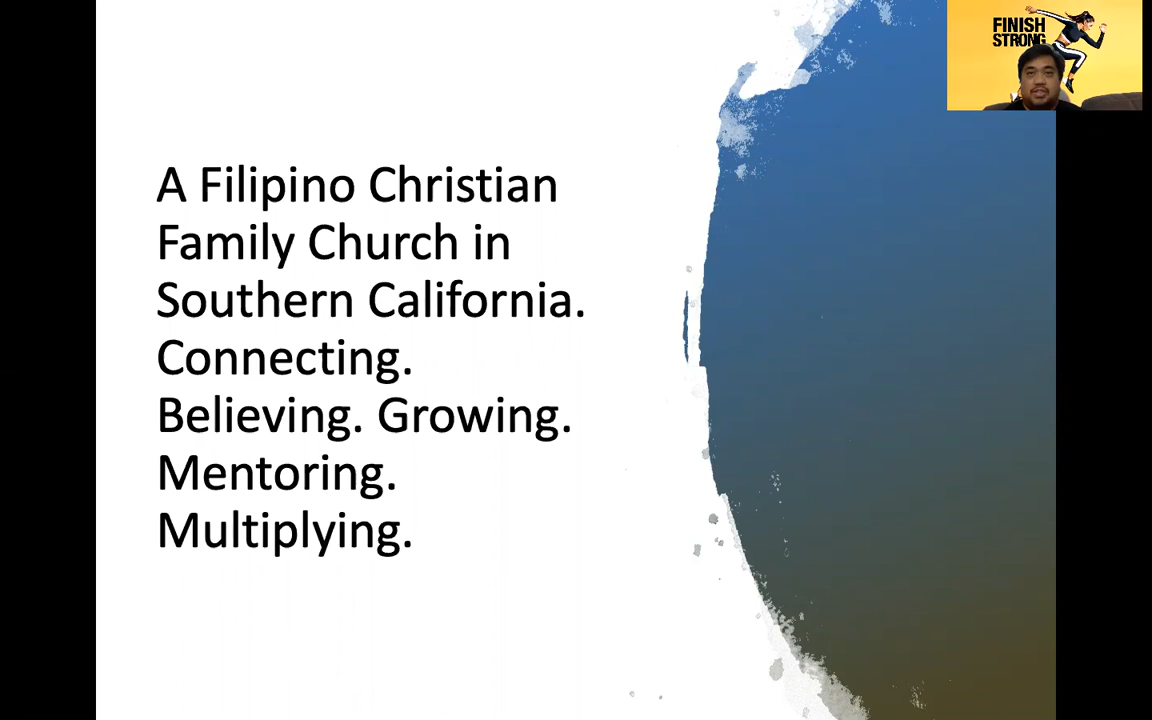 A Filipino Christian
Family Church in
Southern California.
Connecting.
Believing. Growing.
Mentoring.
Multiplying.
FINISH
STRONG